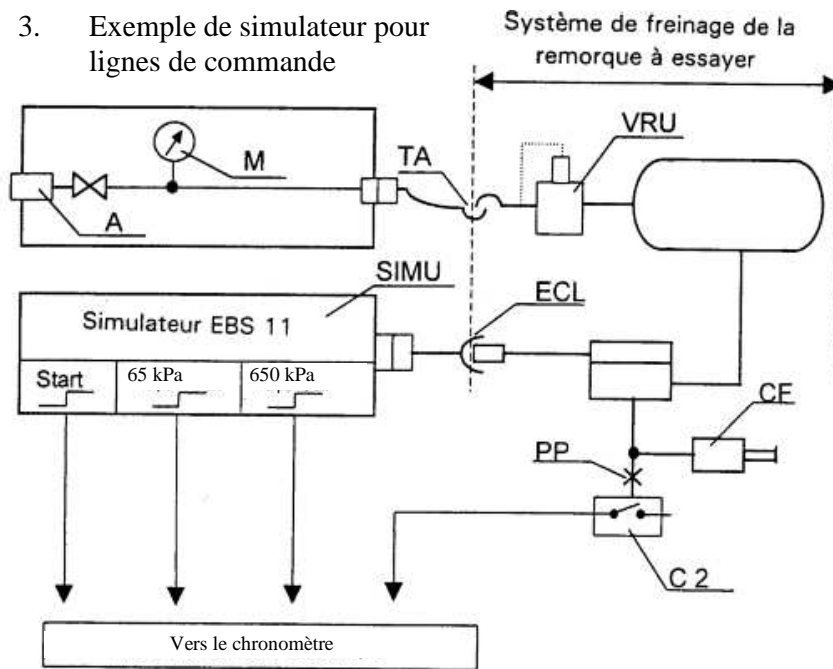 3. Exemple de simulateur pour
lignes de commande
Système de freinage de la
remorque à essayer
M
A
TA
VRU
SIMU
ECL
Simulateur EBS 11
Start
65 kPa
650 kPa
CF
PP
C 2
Vers le chronomètre